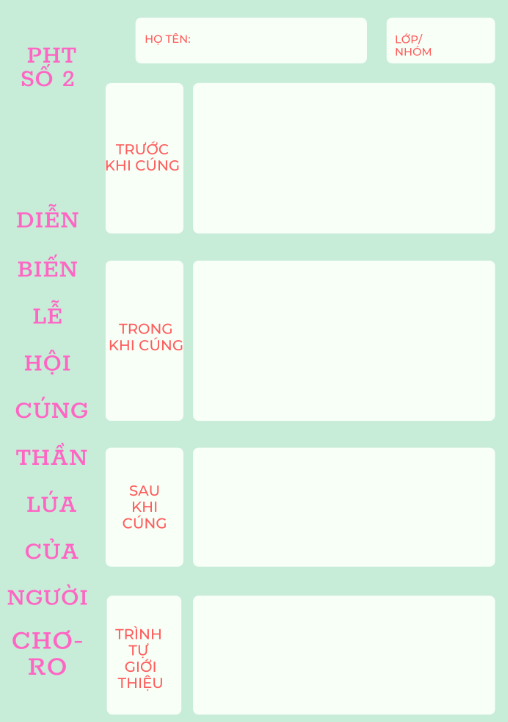 PHT
SỐ 2
HỌ TÊN:
LỚP/
NHÓM
DIỄN
BIẾN
LỄ
HỘI
CÚNG
THẦN
LÚA
CỦA
NGƯỜI
CHƠ-
RO
TRƯỚC
KHI CÚNG
TRONG
KHI CÚNG
SAU
KHI
CÚNG
TRÌNH
TỰ
GIỚI
THIỆU